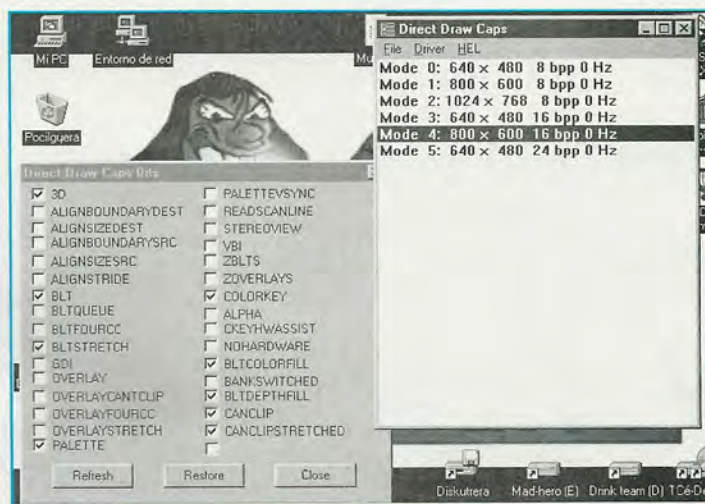 Mi PC
Entorno de red
Pocilguera
Direct Draw Caps
File Driver HEL
Mode 0: 640 × 480 8 bpp 0 Hz
Mode 1: 800 × 600 8 bpp 0 Hz
Mode 2: 1024 × 768 8 bpp 0 Hz
Mode 3: 640 × 480 16 bpp 0 Hz
Mode 4: 800 × 600 16 bpp 0 Hz
Mode 5: 640 × 480 24 bpp 0 Hz
Direct Draw Caps Bits
3D
ALIGNBOUNDARYDEST
ALIGNSIZEDEST
ALIGNBOUNDARYSRC
ALIGNSIZESRC
ALIGNSTRIDE
BLT
BLTQUEUE
BLTFOURCC
BLTSTRETCH
GDI
OVERLAY
OVERLAYCANTCLIP
OVERLAYFOURCC
OVERLAYSTRETCH
PALETTE
PALETTEVSYNC
READSCANLINE
STEREOVIEW
VBI
ZBLTS
ZOVERLAYS
COLORKEY
ALPHA
CKEYHWASSIST
NOHARDWARE
BLTCOLORFILL
BANKSWITCHED
BLTDEPTHFILL
CANCLIP
CANCLIPSTRETCHED
Refresh Restore Close
Diskutrera
Mad-hero (E)
Drink team (D)